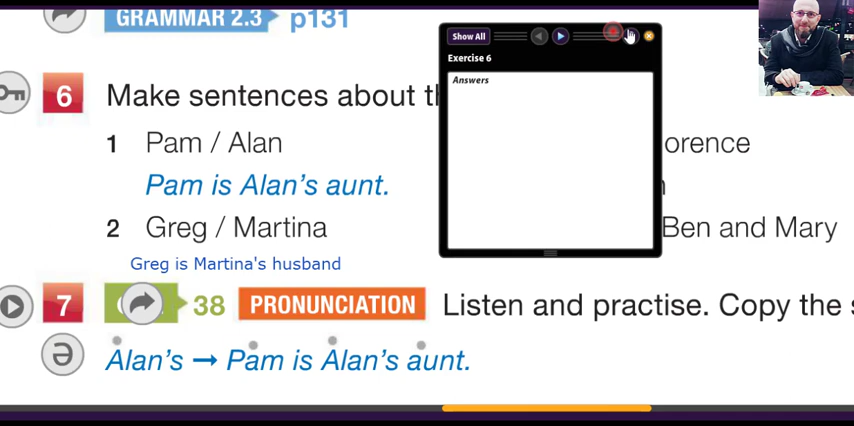 GRAMMAR 2.3 p131
Show All
Exercise 6
Answers
6 Make sentences about
1 Pam / Alan
orence
Pam is Alan's aunt.
2 Greg / Martina
Ben and Mary
Greg is Martina's husband
7 38 PRONUNCIATION Listen and practise. Copy the
ə Alan's → Pam is Alan's aunt.